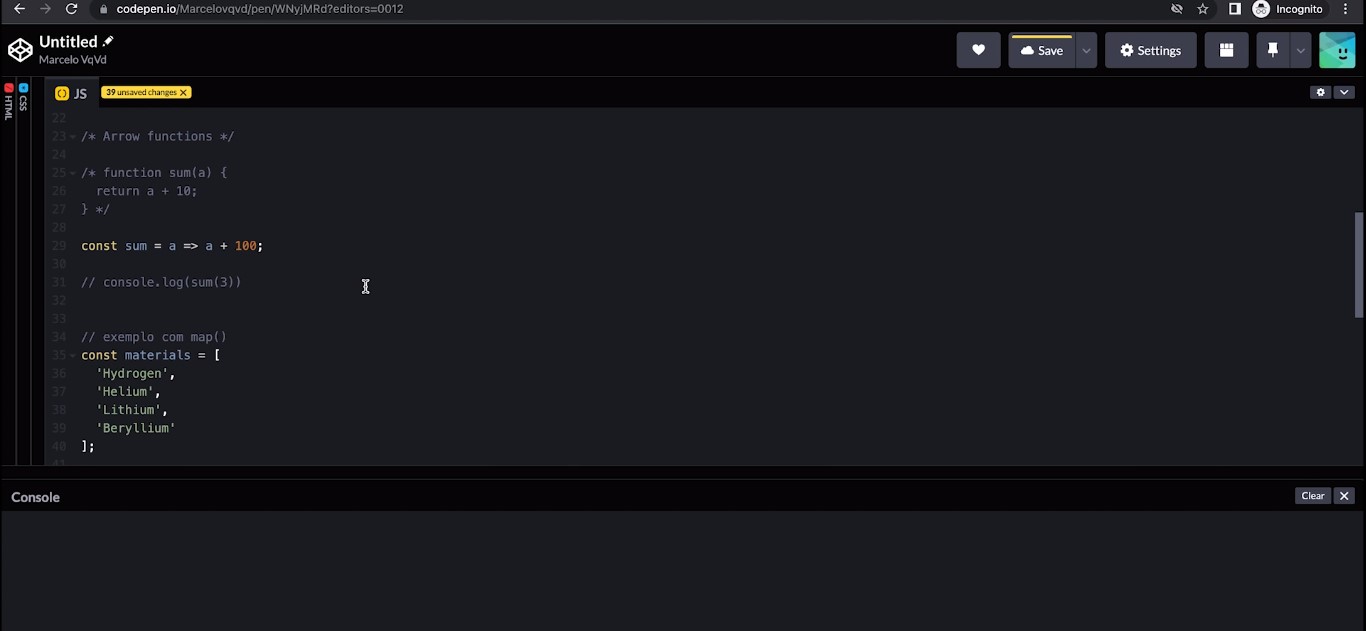 codepen.io/Marcelovqvd/pen/WNyjMRd?editors=0012
Incognito
Untitled
Marcelo VqVd
Save
Settings
HTML
CSS
JS
39 unsaved changes ×
22
23 /* Arrow functions */
24
25 /* function sum(a) {
26 return a + 10;
27 } */
28
29 const sum = a => a + 100;
30
31 // console.log(sum(3))
32
33
34 // exemplo com map()
35 const materials = [
36 'Hydrogen',
37 'Helium',
38 'Lithium',
39 'Beryllium'
40 ];
41
Console
Clear ×